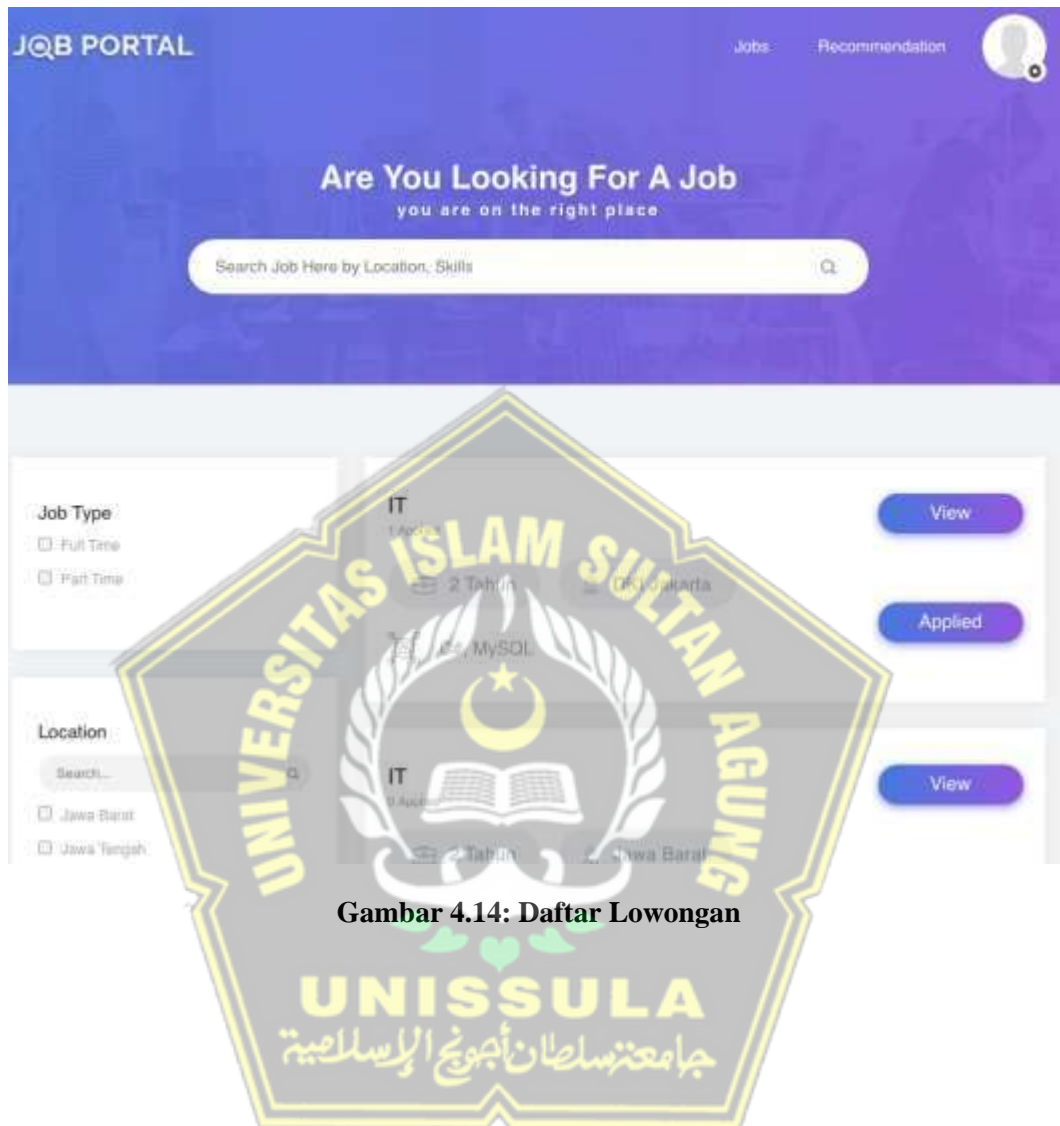 JOB PORTAL
Jobs Recommendation
Are You Looking For A Job
you are on the right place
Search Job Here by Location, Skills
Job Type
Full Time
Part Time
IT
View
2 Tahun DKI Jakarta
Applied
MySQL
Location
Search...
Jawa Barat
Jawa Tengah
IT
View
2 Tahun Jawa Barat
Gambar 4.14: Daftar Lowongan
UNIVERSITAS ISLAM SULTAN AGUNG
UNISSULA
جامعة سلطان أجونج الإسلامية